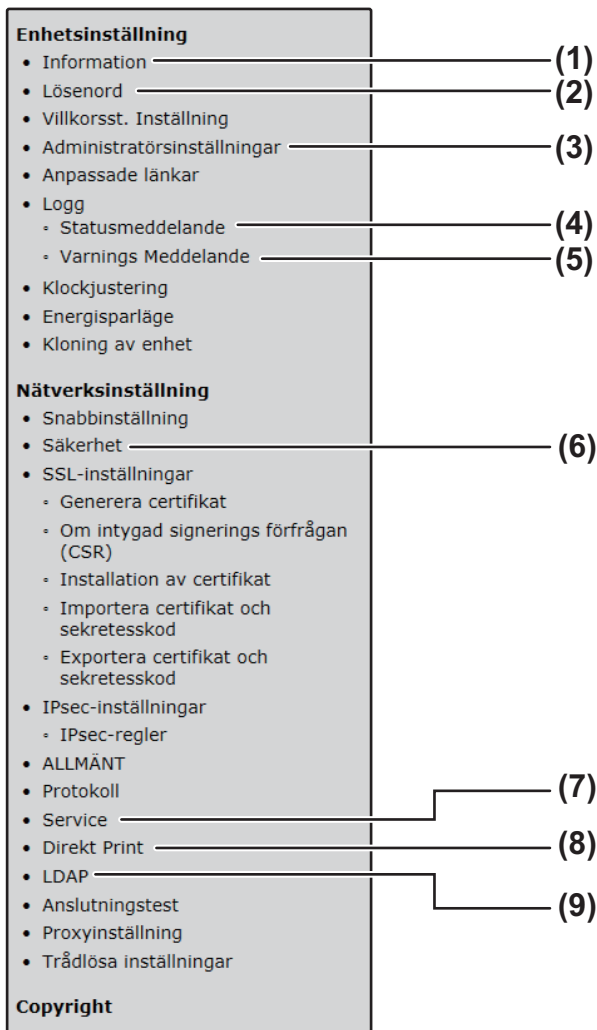 Enhetsinställning
• Information (1)
• Lösenord (2)
• Villkorsst. Inställning
• Administratörsinställningar (3)
• Anpassade länkar
• Logg
◦ Statusmeddelande (4)
◦ Varnings Meddelande (5)
• Klockjustering
• Energisparläge
• Kloning av enhet
Nätverksinställning
• Snabbinställning
• Säkerhet (6)
• SSL-inställningar
◦ Generera certifikat
◦ Om intygad signerings förfrågan
(CSR)
◦ Installation av certifikat
◦ Importera certifikat och
sekretesskod
◦ Exportera certifikat och
sekretesskod
• IPsec-inställningar
◦ IPsec-regler
• ALLMÄNT
• Protokoll
• Service (7)
• Direkt Print (8)
• LDAP (9)
• Anslutningstest
• Proxyinställning
• Trådlösa inställningar
Copyright